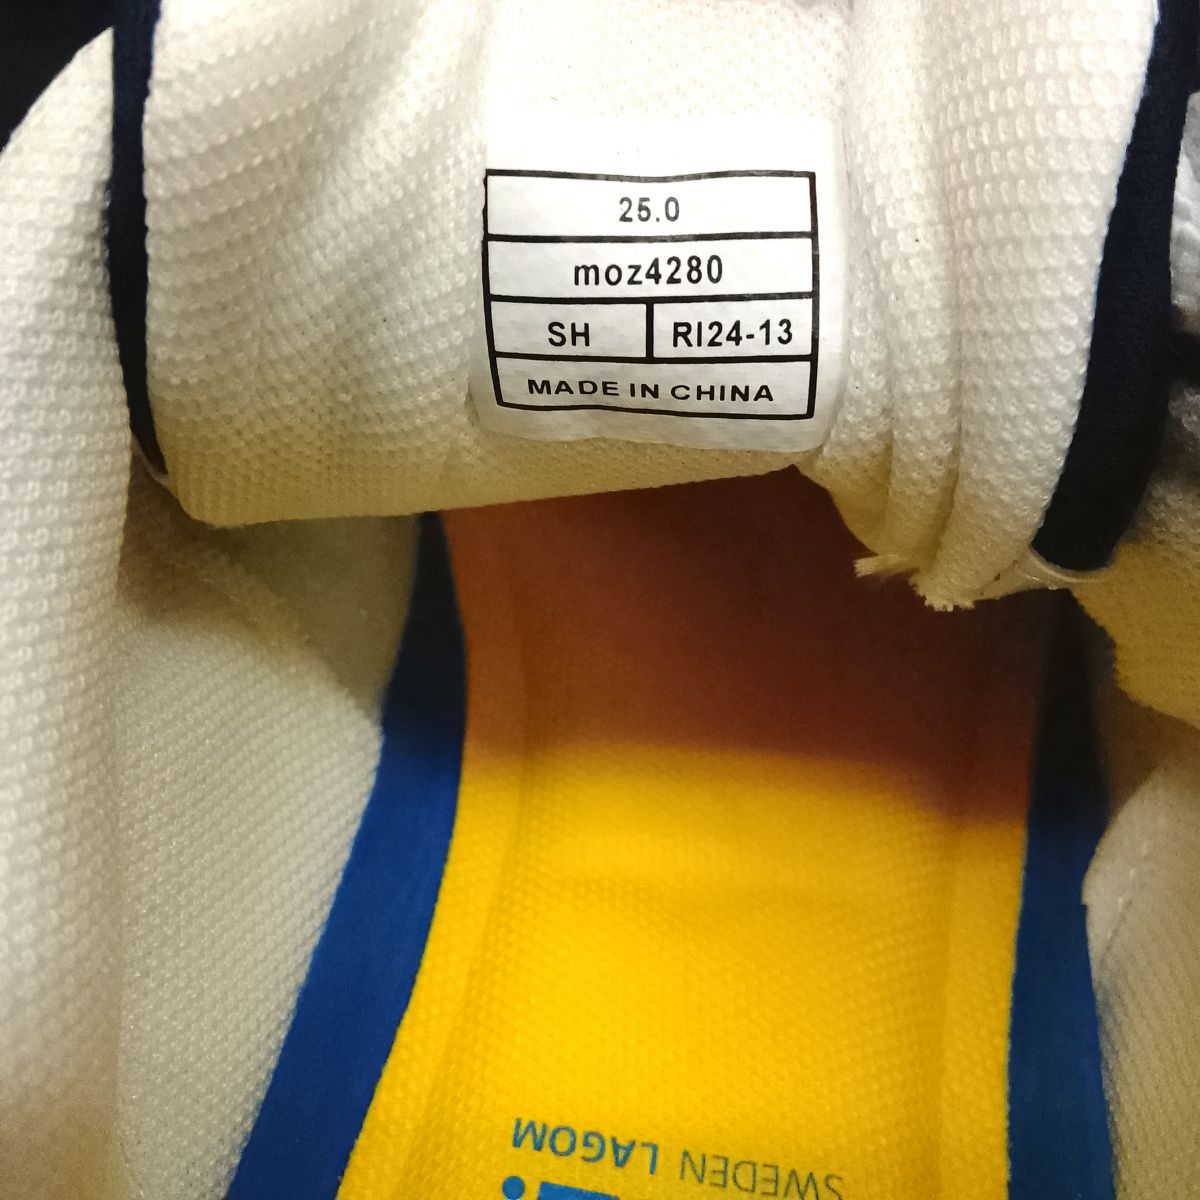 25.0
moz4280
SH RI24-13
MADE IN CHINA
SWEDEN LAGOM